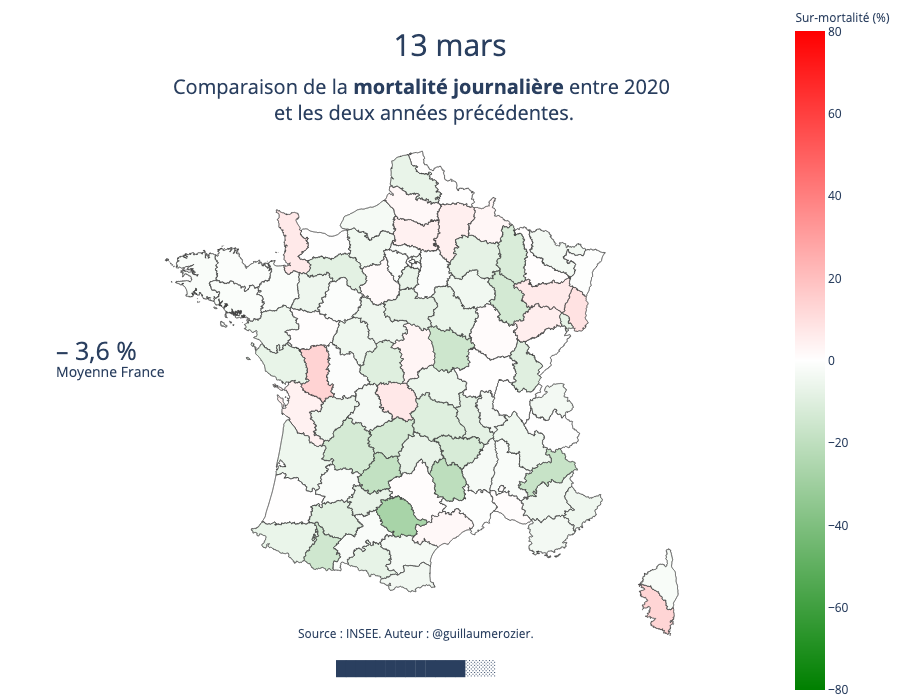 13 mars
Comparaison de la mortalité journalière entre 2020
et les deux années précédentes.
Sur-mortalité (%)
80
60
40
20
0
−20
−40
−60
−80
– 3,6 %
Moyenne France
Source : INSEE. Auteur : @guillaumerozier.